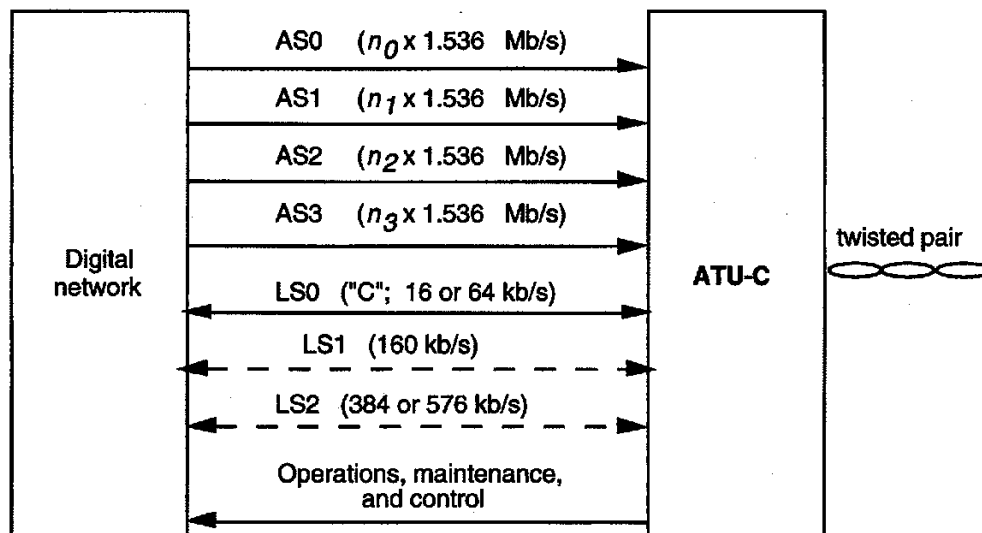 AS0 (n0 x 1.536 Mb/s)
AS1 (n1 x 1.536 Mb/s)
AS2 (n2 x 1.536 Mb/s)
AS3 (n3 x 1.536 Mb/s)
Digital
network
LS0 ("C"; 16 or 64 kb/s)
LS1 (160 kb/s)
LS2 (384 or 576 kb/s)
Operations, maintenance,
and control
ATU-C
twisted pair